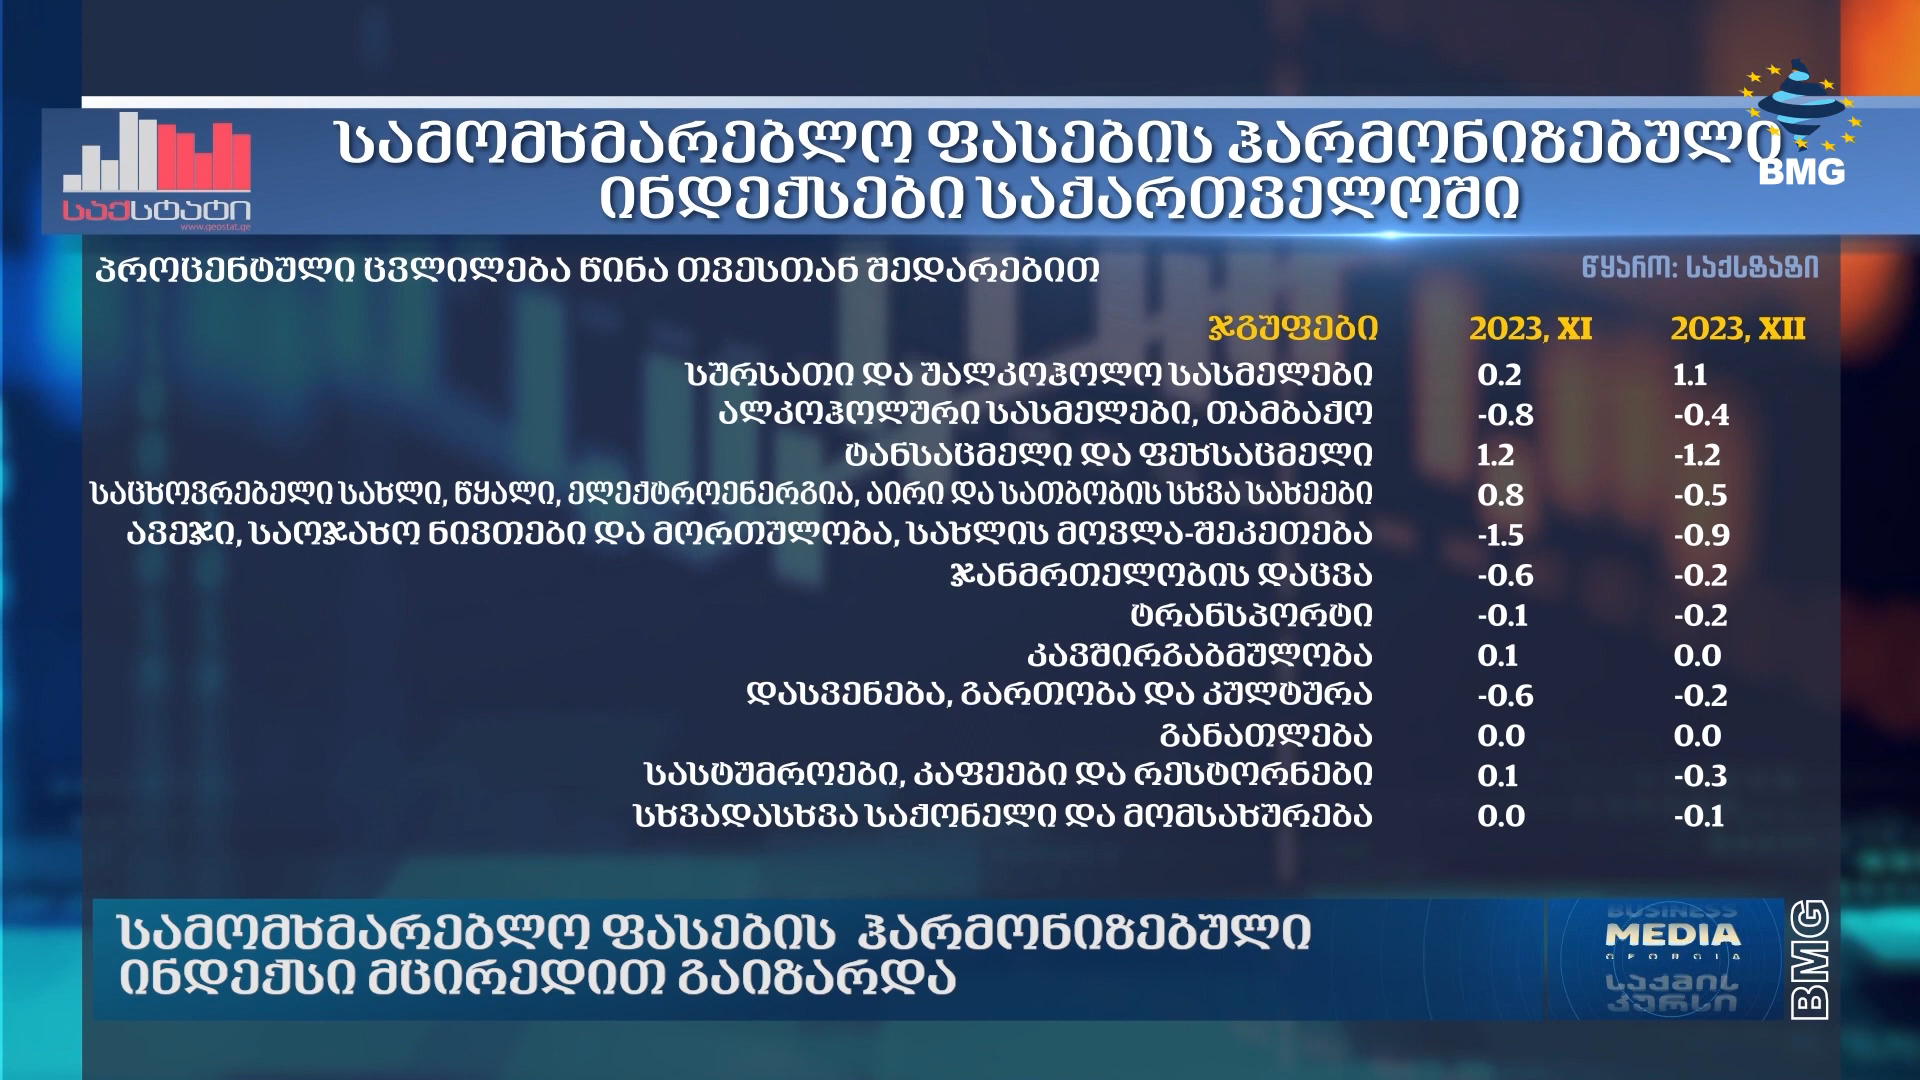 სამომხმარებლო ფასების ჰარმონიზებული
ინდექსები საქართველოში
BMG
საქსტატი
www.geostat.ge
პროცენტული ცვლილება წინა თვესთან შედარებით
წყარო: საქსტატი
ჯგუფები 2023, XI 2023, XII
სურსათი და უალკოჰოლო სასმელები 0.2 1.1
ალკოჰოლური სასმელები, თამბაქო -0.8 -0.4
ტანსაცმელი და ფეხსაცმელი 1.2 -1.2
საცხოვრებელი სახლი, წყალი, ელექტროენერგია, აირი და სათბობის სხვა სახეები 0.8 -0.5
ავეჯი, საოჯახო ნივთები და მორთულობა, სახლის მოვლა-შეკეთება -1.5 -0.9
ჯანმრთელობის დაცვა -0.6 -0.2
ტრანსპორტი -0.1 -0.2
კავშირგაბმულობა 0.1 0.0
დასვენება, გართობა და კულტურა -0.6 -0.2
განათლება 0.0 0.0
სასტუმროები, კაფეები და რესტორნები 0.1 -0.3
სხვადასხვა საქონელი და მომსახურება 0.0 -0.1
სამომხმარებლო ფასების ჰარმონიზებული
ინდექსი მცირედით გაიზარდა
BUSINESS
MEDIA
GEORGIA
საქმის
კურსი
BMG